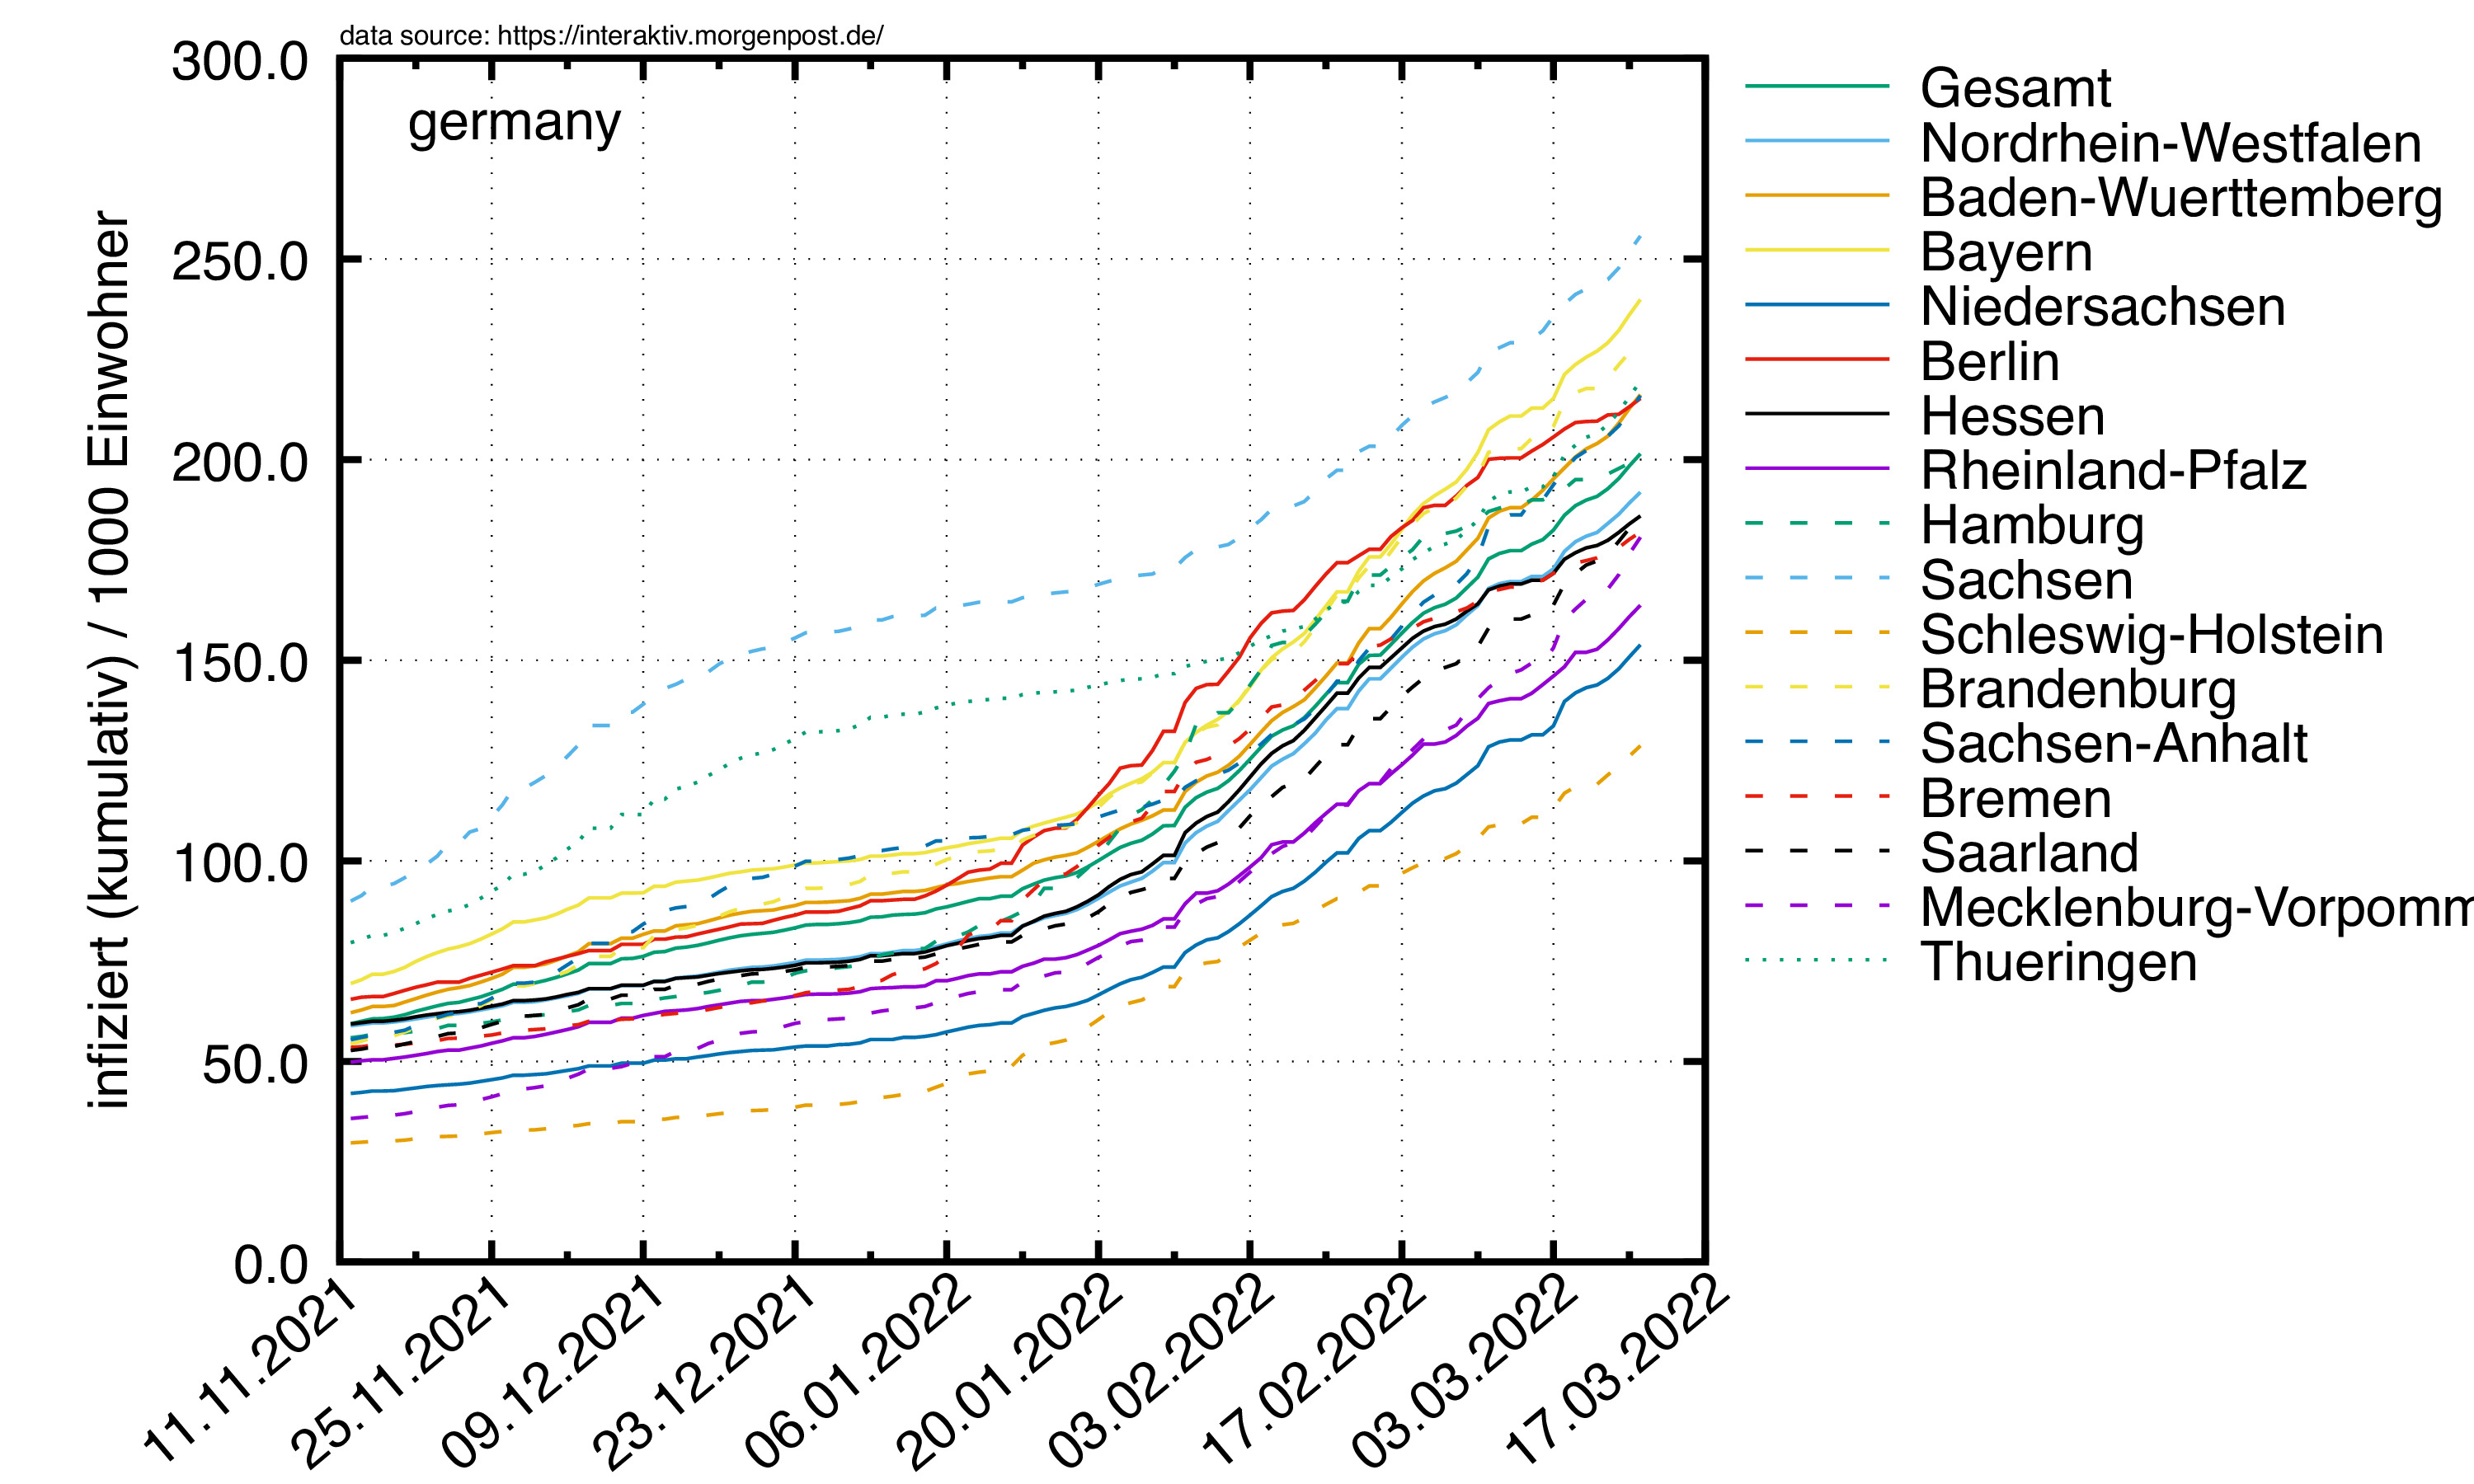 data source: https://interaktiv.morgenpost.de/
germany
infiziert (kumulativ) / 1000 Einwohner
300.0
250.0
200.0
150.0
100.0
50.0
0.0
11.11.2021
25.11.2021
09.12.2021
23.12.2021
06.01.2022
20.01.2022
03.02.2022
17.02.2022
03.03.2022
17.03.2022
Gesamt
Nordrhein-Westfalen
Baden-Wuerttemberg
Bayern
Niedersachsen
Berlin
Hessen
Rheinland-Pfalz
Hamburg
Sachsen
Schleswig-Holstein
Brandenburg
Sachsen-Anhalt
Bremen
Saarland
Mecklenburg-Vorpomm
Thueringen